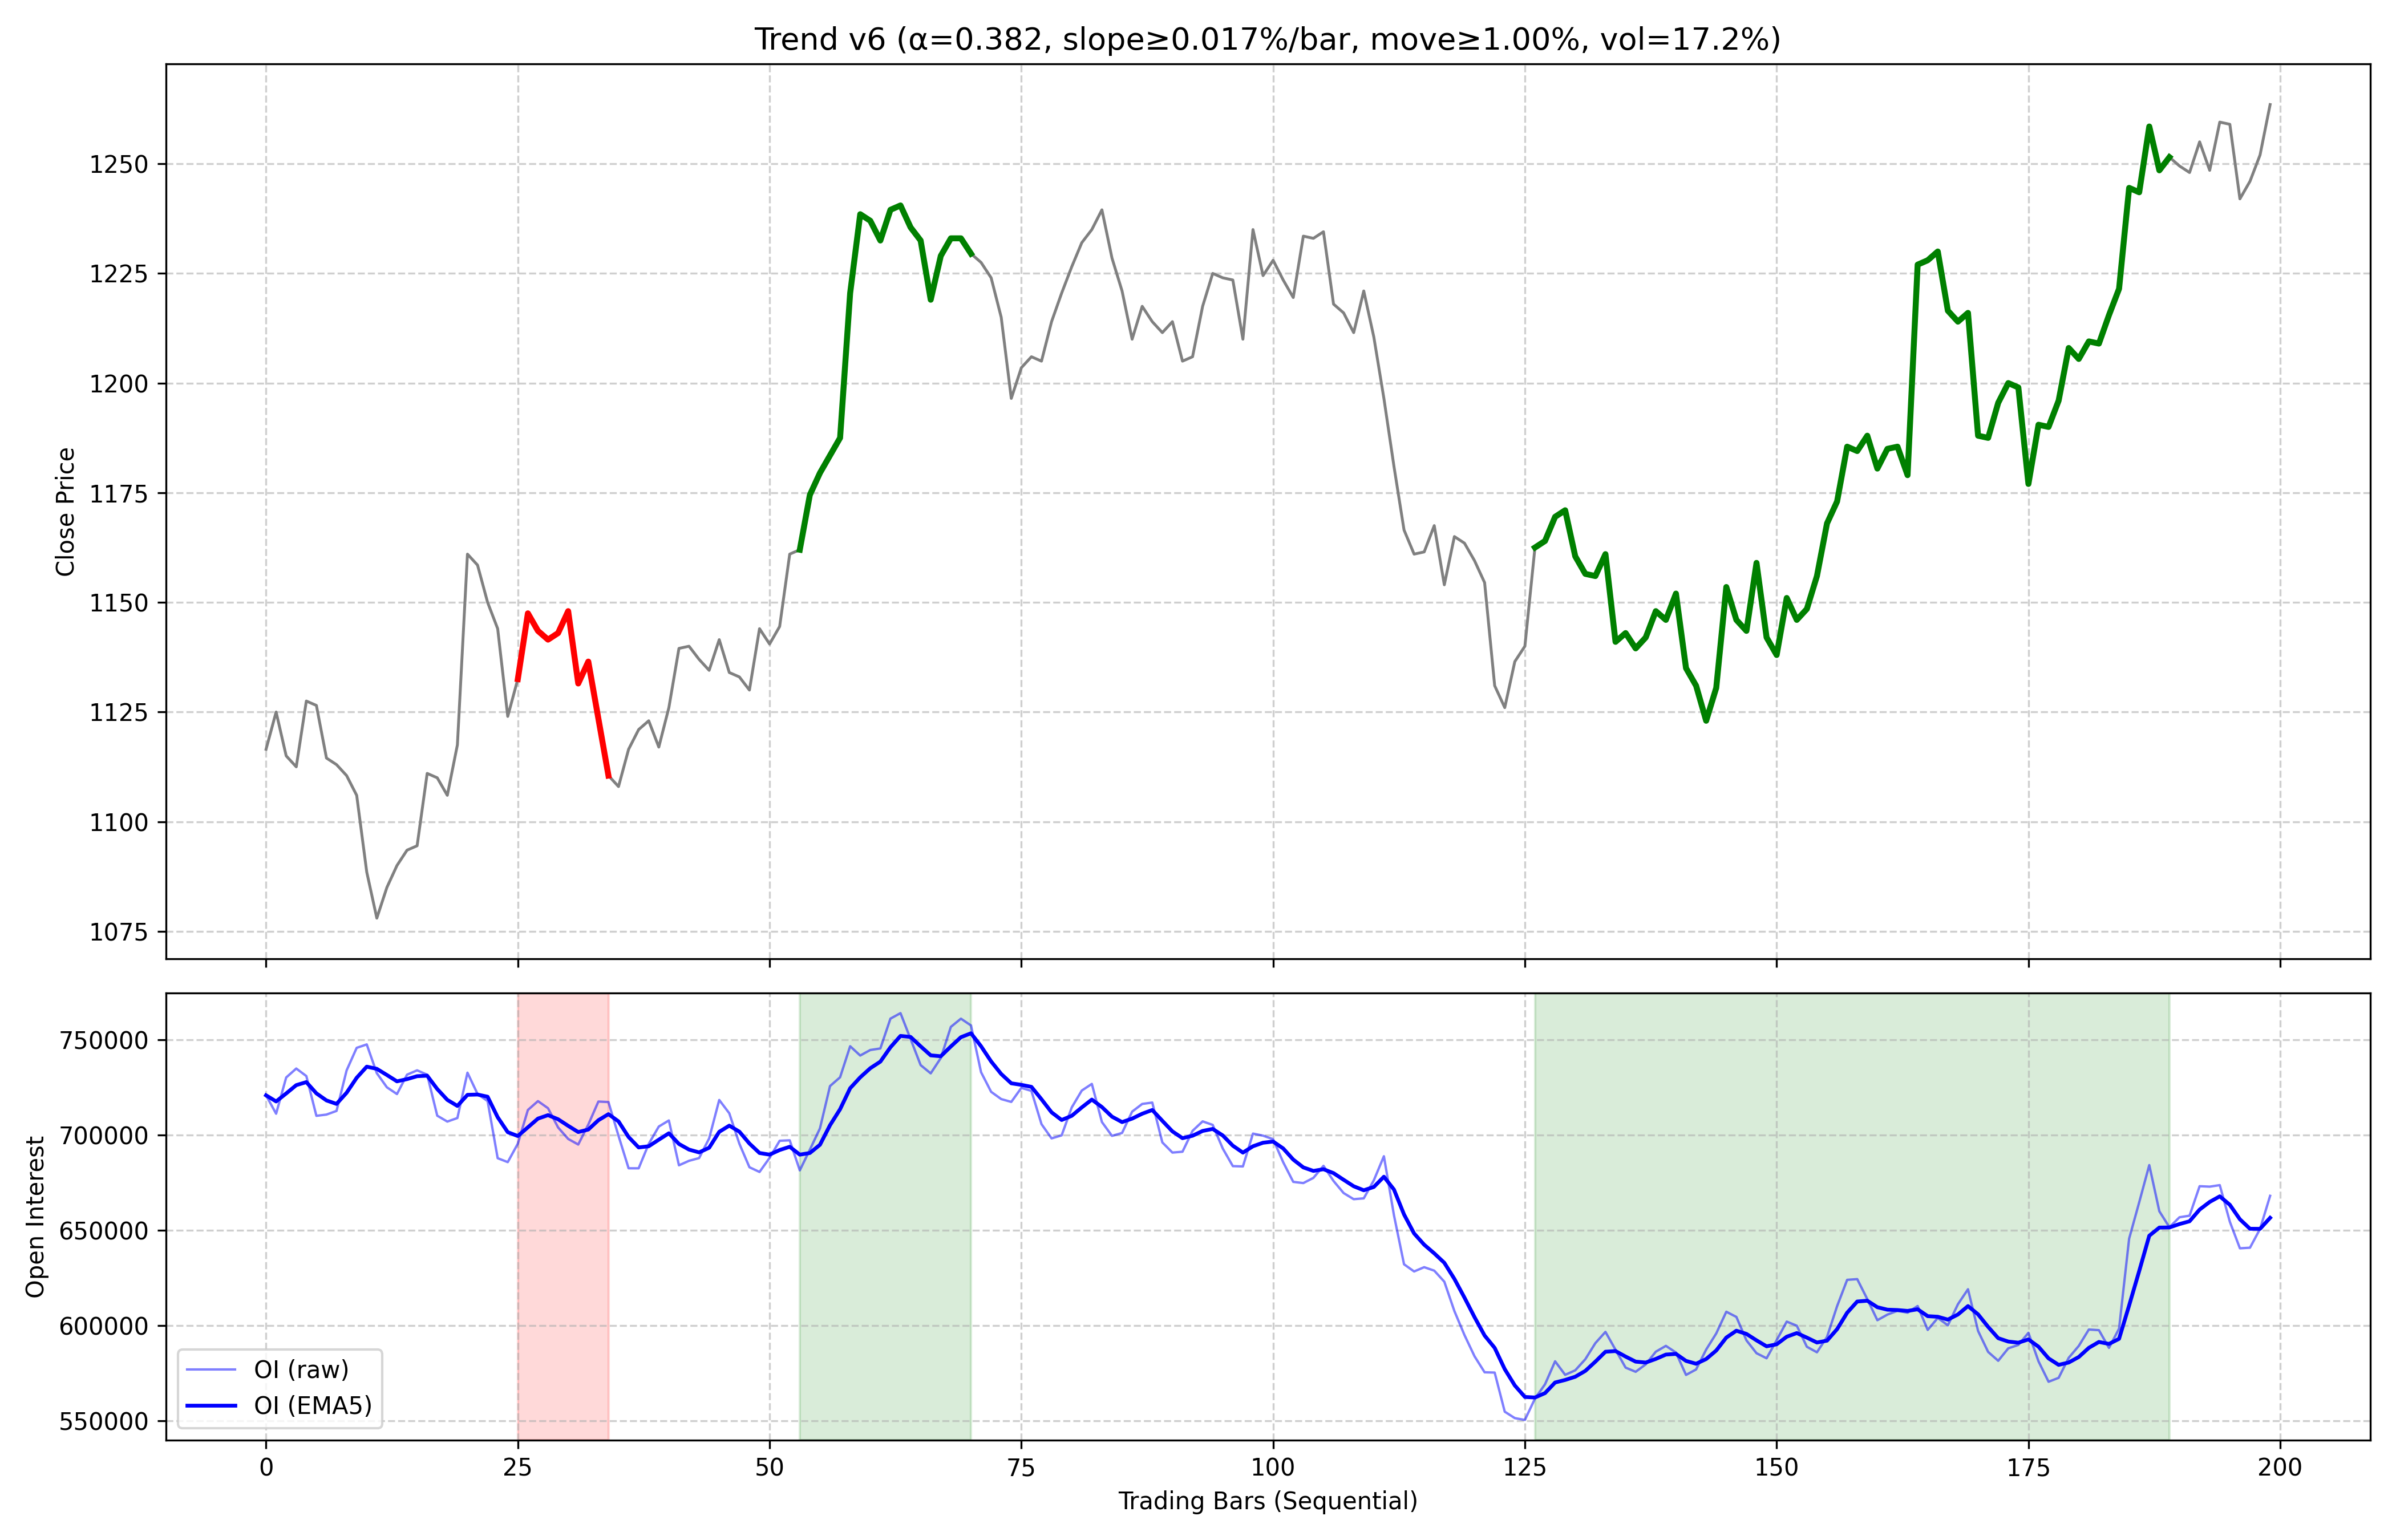 Trend v6 (α=0.382, slope≥0.017%/bar, move≥1.00%, vol=17.2%)
Close Price
1250
1225
1200
1175
1150
1125
1100
1075
Open Interest
750000
700000
650000
600000
550000
OI (raw)
OI (EMA5)
0 25 50 75 100 125 150 175 200
Trading Bars (Sequential)